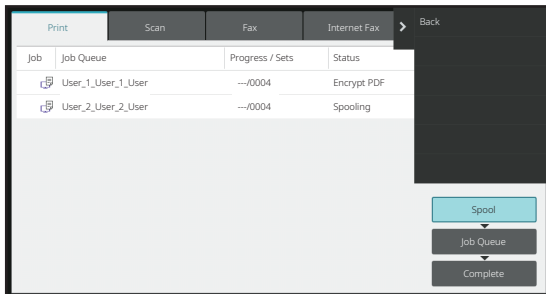 Print Scan Fax Internet Fax Back
Job Job Queue Progress / Sets Status
User_1_User_1_User ---/0004 Encrypt PDF
User_2_User_2_User ---/0004 Spooling
Spool
Job Queue
Complete